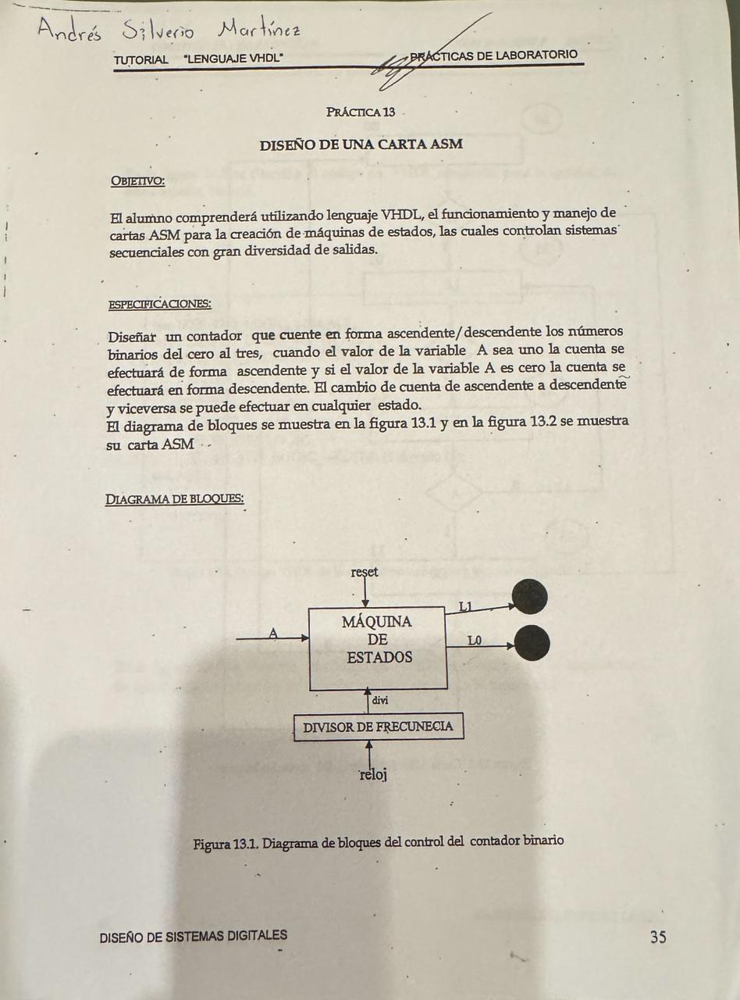 Andrés Silverio Martínez
TUTORIAL "LENGUAJE VHDL" PRÁCTICAS DE LABORATORIO
PRÁCTICA 13
DISEÑO DE UNA CARTA ASM
OBJETIVO:
El alumno comprenderá utilizando lenguaje VHDL, el funcionamiento y manejo de
cartas ASM para la creación de máquinas de estados, las cuales controlan sistemas
secuenciales con gran diversidad de salidas.
ESPECIFICACIONES:
Diseñar un contador que cuente en forma ascendente/descendente los números
binarios del cero al tres, cuando el valor de la variable A sea uno la cuenta se
efectuará de forma ascendente y si el valor de la variable A es cero la cuenta se
efectuará en forma descendente. El cambio de cuenta de ascendente a descendente
y viceversa se puede efectuar en cualquier estado.
El diagrama de bloques se muestra en la figura 13.1 y en la figura 13.2 se muestra
su carta ASM
DIAGRAMA DE BLOQUES:
reset
L1
MÁQUINA
A
DE
L0
ESTADOS
divi
DIVISOR DE FRECUNECIA
reloj
Figura 13.1. Diagrama de bloques del control del contador binario
DISEÑO DE SISTEMAS DIGITALES 35